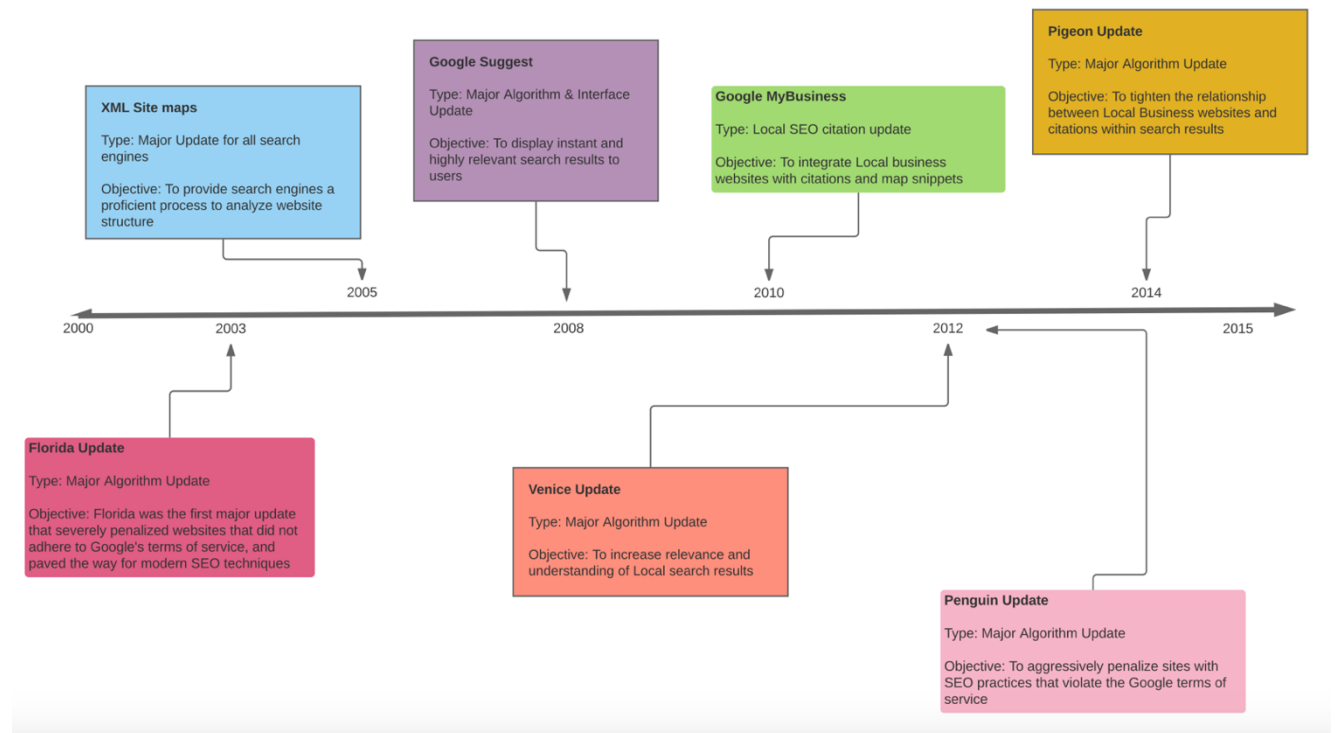 XML Site maps
Type: Major Update for all search
engines
Objective: To provide search engines a
proficient process to analyze website
structure
Google Suggest
Type: Major Algorithm & Interface
Update
Objective: To display instant and
highly relevant search results to
users
Google MyBusiness
Type: Local SEO citation update
Objective: To integrate Local business
websites with citations and map snippets
Pigeon Update
Type: Major Algorithm Update
Objective: To tighten the relationship
between Local Business websites and
citations within search results
2005
2010
2014
2000
2003
2008
2012
2015
Florida Update
Type: Major Algorithm Update
Objective: Florida was the first major update
that severely penalized websites that did not
adhere to Google's terms of service, and
paved the way for modern SEO techniques
Venice Update
Type: Major Algorithm Update
Objective: To increase relevance and
understanding of Local search results
Penguin Update
Type: Major Algorithm Update
Objective: To aggressively penalize sites with
SEO practices that violate the Google terms of
service